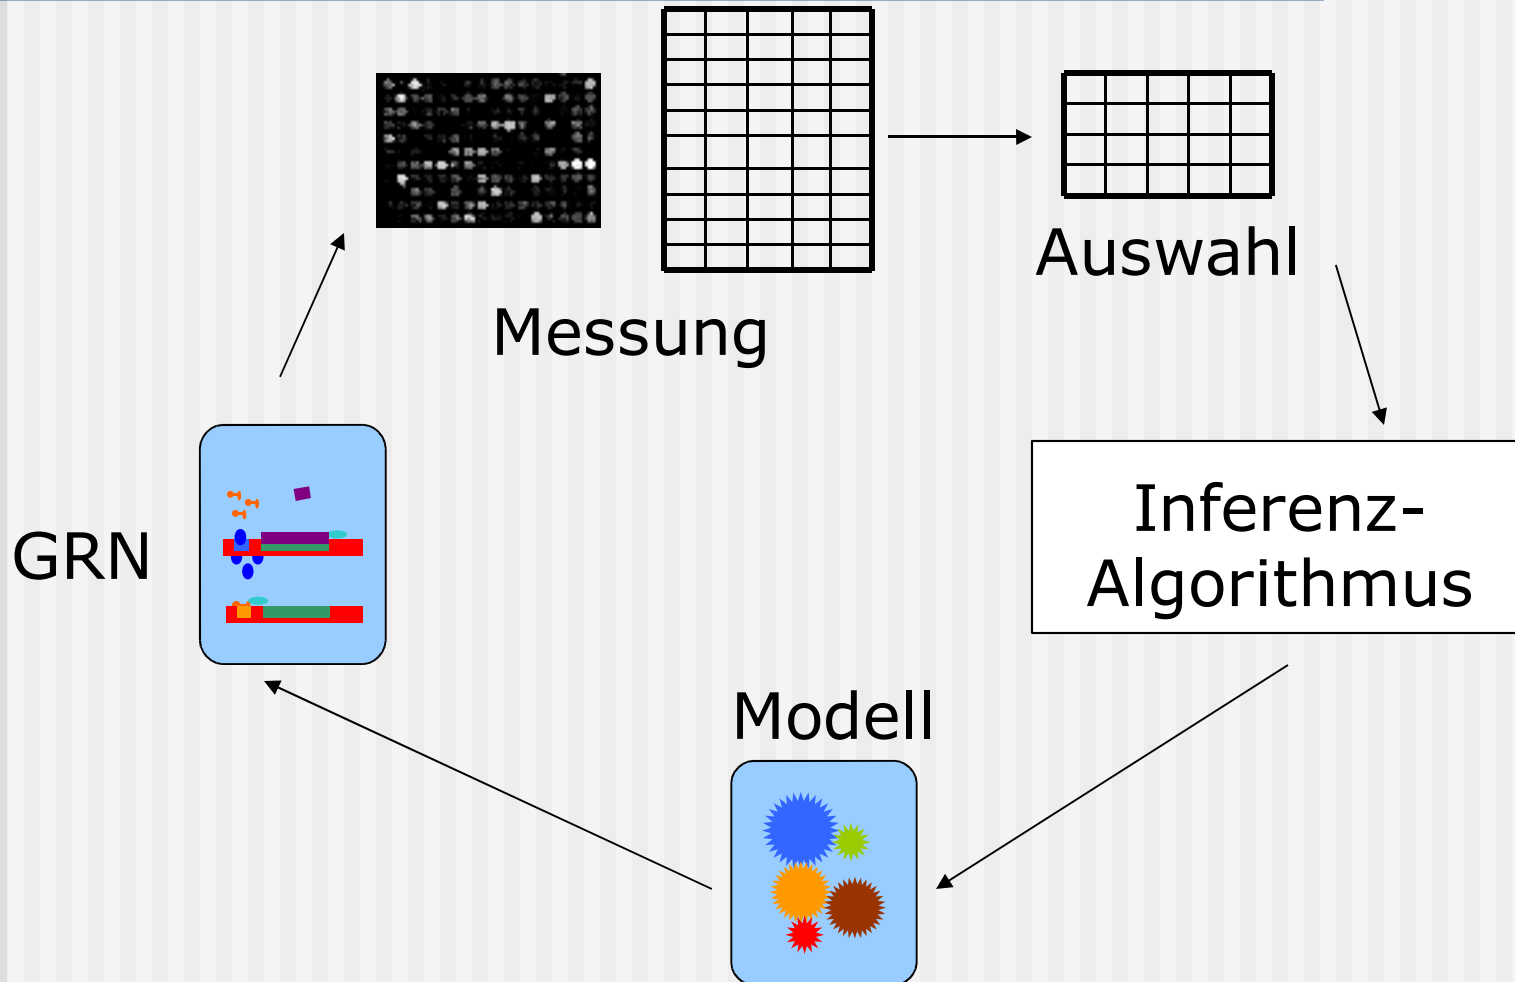 Auswahl
Messung
GRN
Inferenz-
Algorithmus
Modell